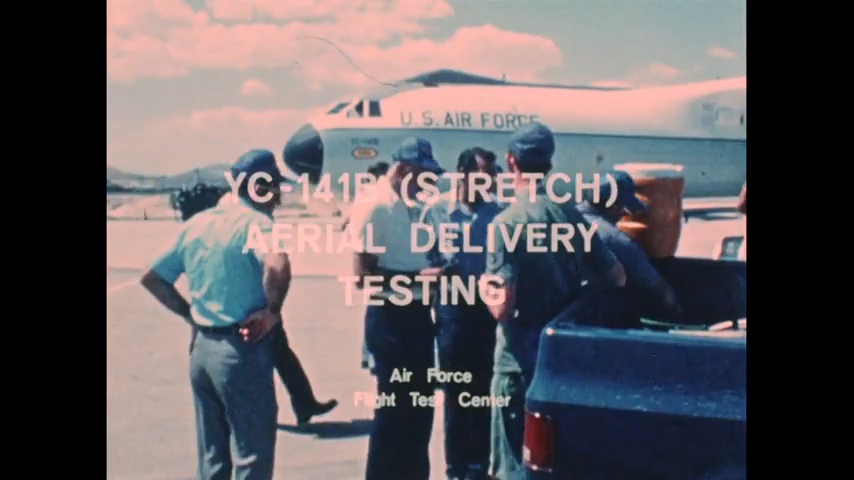 U.S. AIR FORCE
YC-141B (STRETCH)
AERIAL DELIVERY
TESTING
Air Force
Flight Test Center